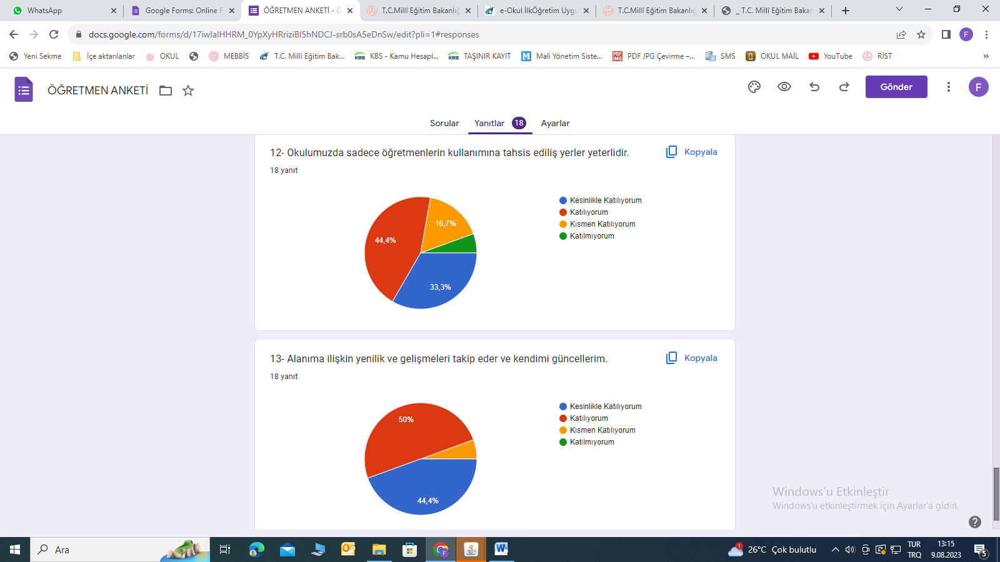 WhatsApp
Google Forms: Online F
ÖĞRETMEN ANKETİ - G
T.C.Millî Eğitim Bakanlığ
e-Okul İlkÖğretim Uygu
T.C.Millî Eğitim Bakanlığ
_ T.C. Millî Eğitim Bakan
docs.google.com/forms/d/17iwlalHHRM_0YpXyHRriziBl5hNDCJ-srb0sA5eDnSw/edit?pli=1#responses
F
Yeni Sekme
İçe aktarılanlar
OKUL
MEBBİS
T.C. Millî Eğitim Bak...
KBS - Kamu Hesapl...
TAŞINIR KAYIT
Mali Yönetim Siste...
PDF JPG Çevirme –...
SMS
OKUL MAİL
YouTube
RİST
»
ÖĞRETMEN ANKETİ
Gönder
F
Sorular
Yanıtlar 18
Ayarlar
12- Okulumuzda sadece öğretmenlerin kullanımına tahsis ediliş yerler yeterlidir.
Kopyala
18 yanıt
Kesinlikle Katılıyorum
Katılıyorum
Kısmen Katılıyorum
Katılmıyorum
16,7%
44,4%
33,3%
13- Alanıma ilişkin yenilik ve gelişmeleri takip eder ve kendimi güncellerim.
Kopyala
18 yanıt
Kesinlikle Katılıyorum
Katılıyorum
Kısmen Katılıyorum
Katılmıyorum
50%
44,4%
Windows'u Etkinleştir
Windows'u etkinleştirmek için Ayarlar'a gidin.
Ara
1
26°C Çok bulutlu
TUR
TRQ
13:15
9.08.2023
5